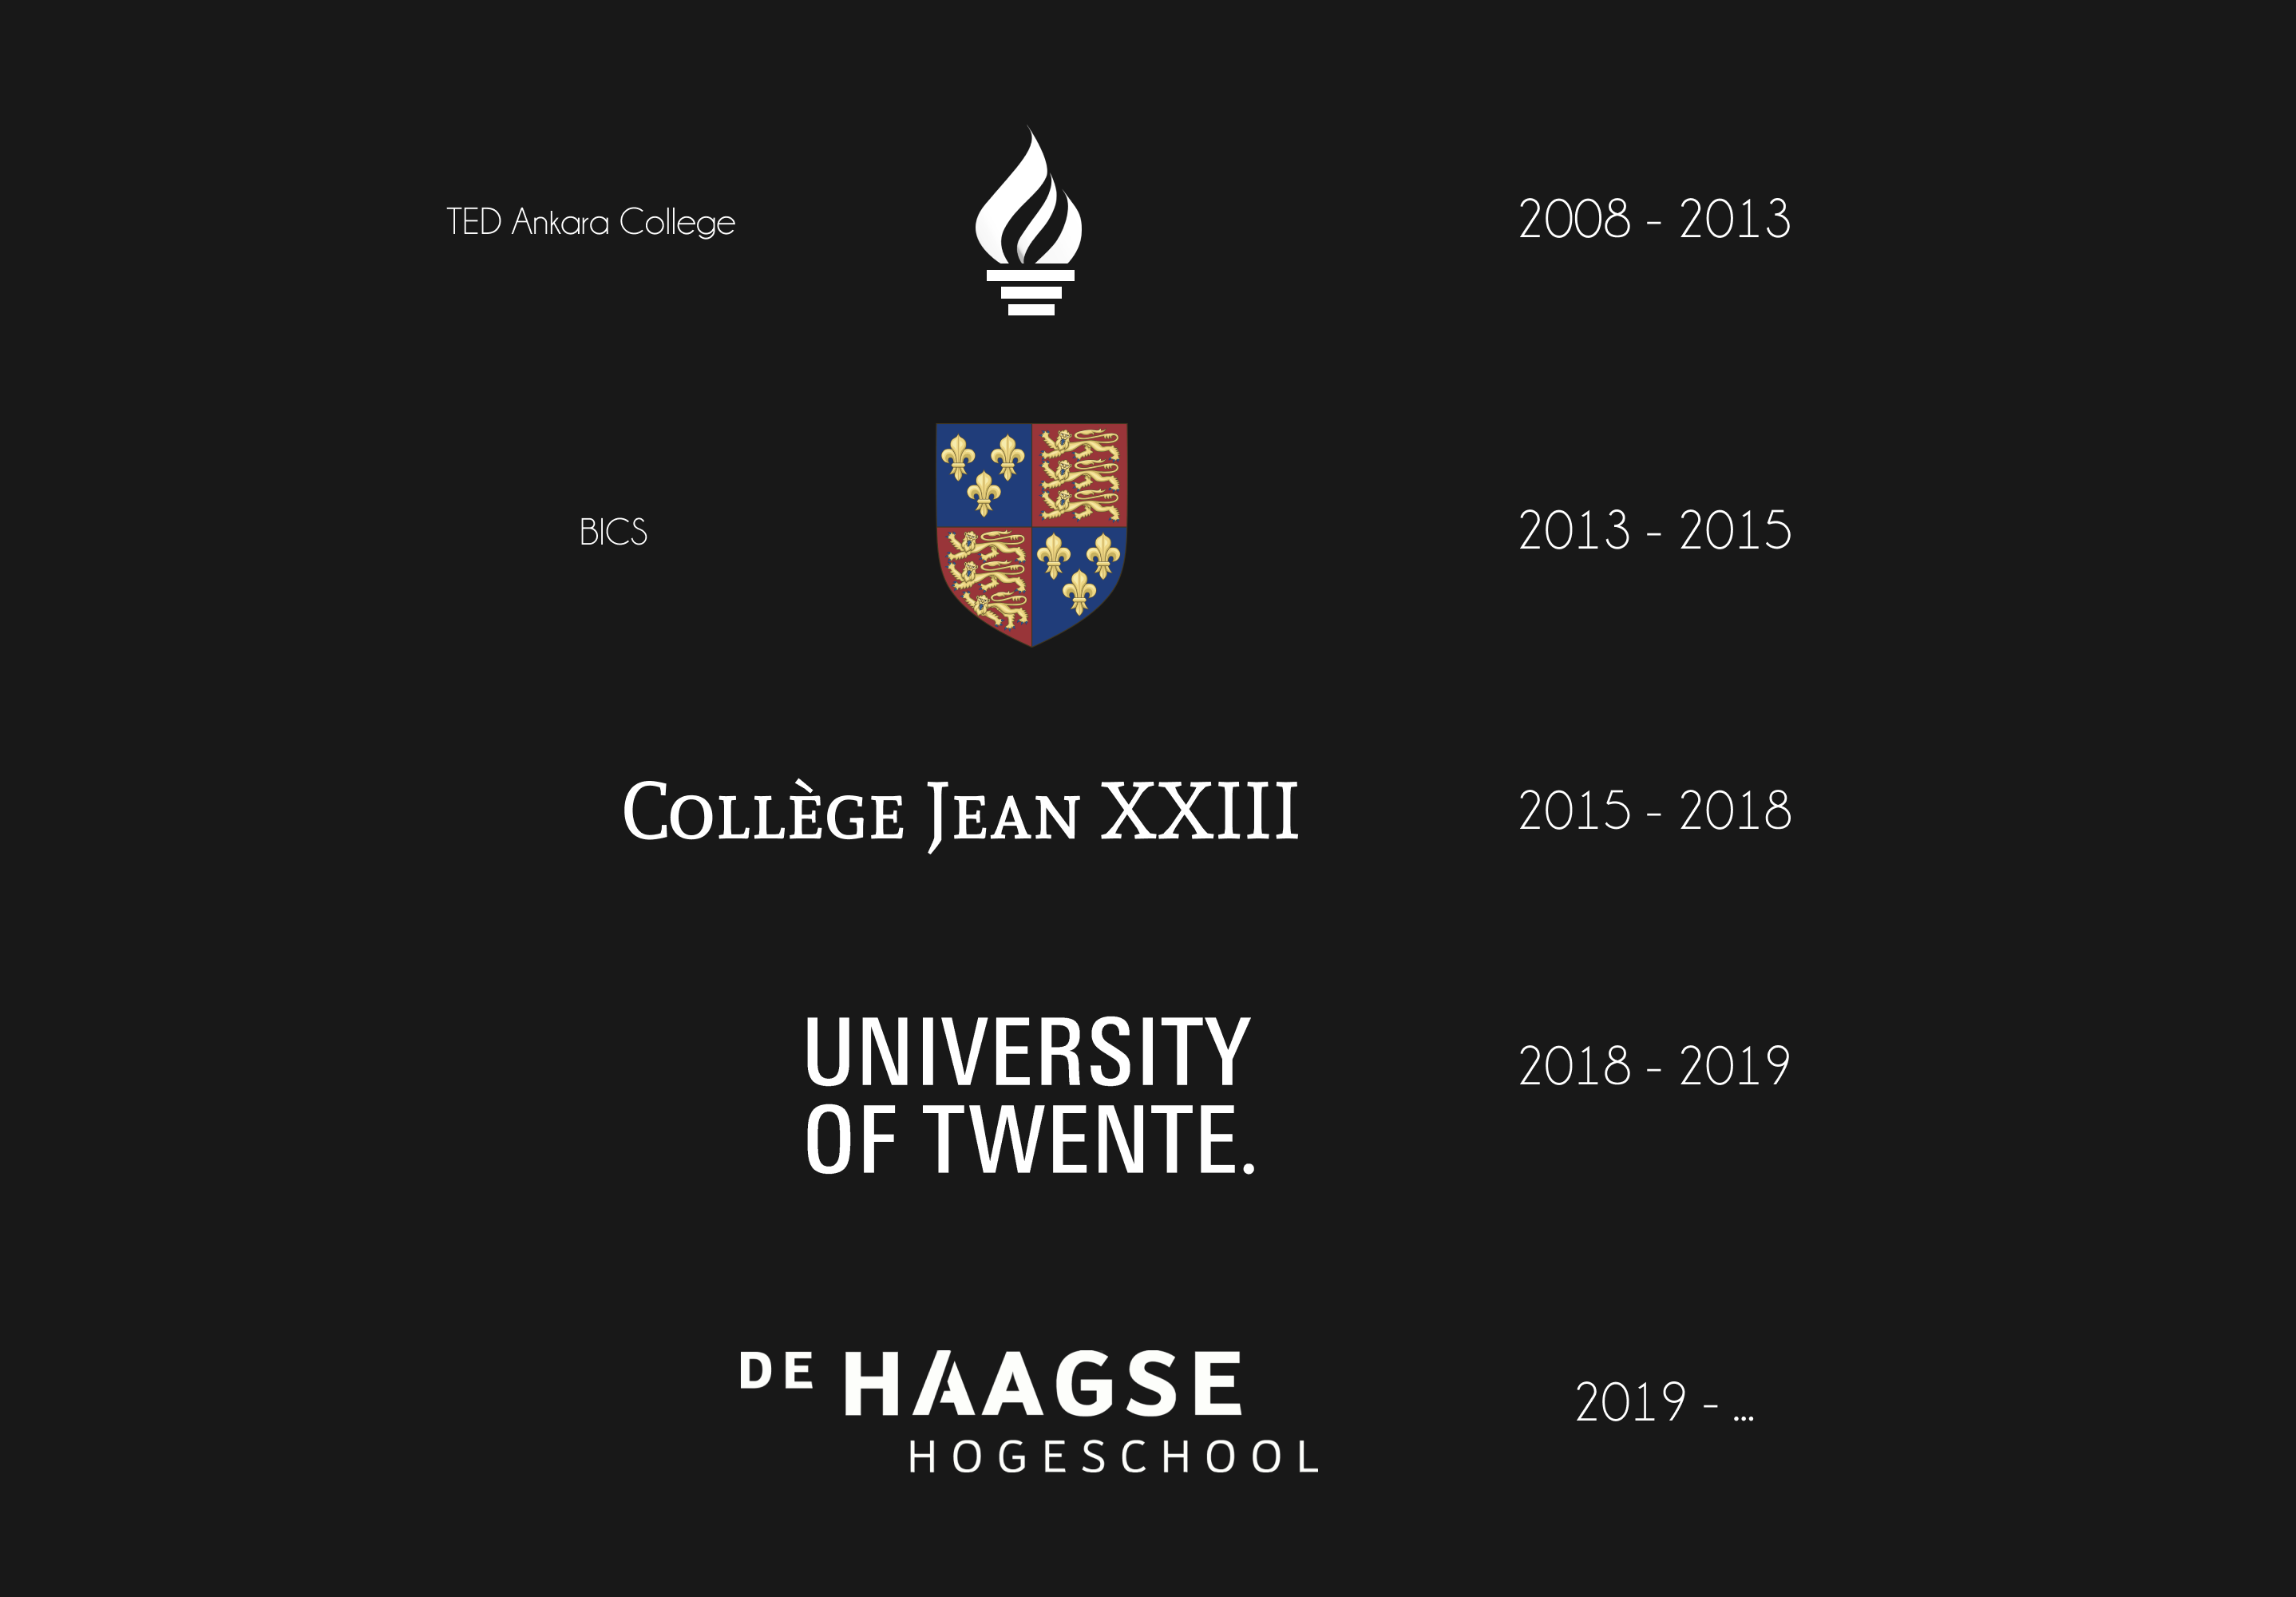 TED Ankara College
2008 - 2013
BICS
2013 - 2015
Collège Jean XXIII
2015 - 2018
UNIVERSITY
OF TWENTE.
2018 - 2019
DE HAAGSE
HOGESCHOOL
2019 - ...